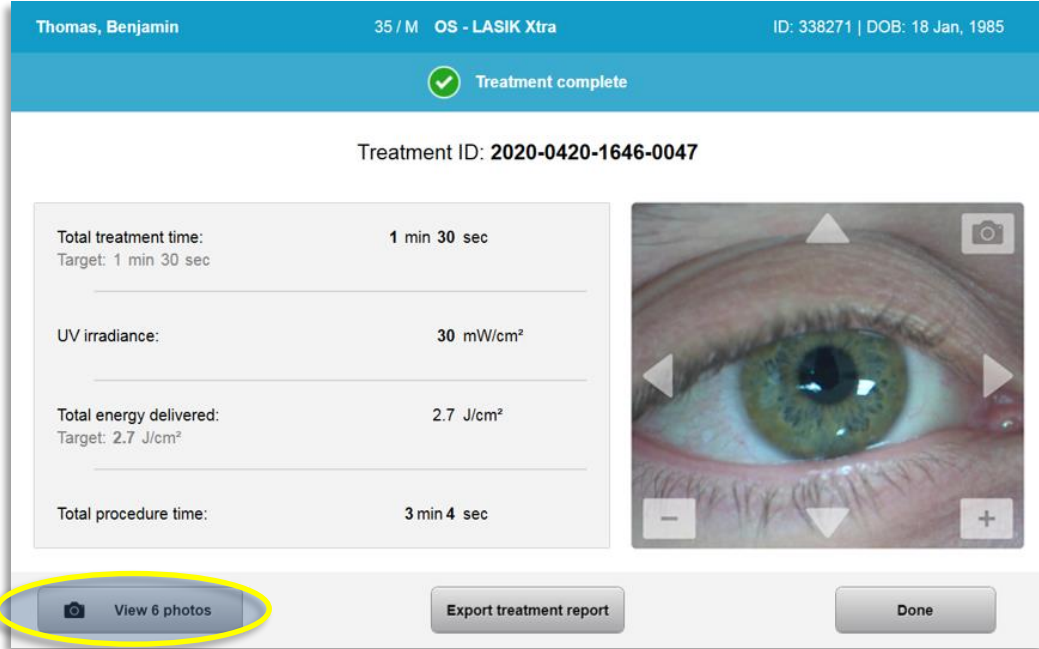 Thomas, Benjamin 35 / M OS - LASIK Xtra ID: 338271 | DOB: 18 Jan, 1985
Treatment complete
Treatment ID: 2020-0420-1646-0047
Total treatment time: 1 min 30 sec
Target: 1 min 30 sec
UV irradiance: 30 mW/cm²
Total energy delivered: 2.7 J/cm²
Target: 2.7 J/cm²
Total procedure time: 3 min 4 sec
View 6 photos Export treatment report Done